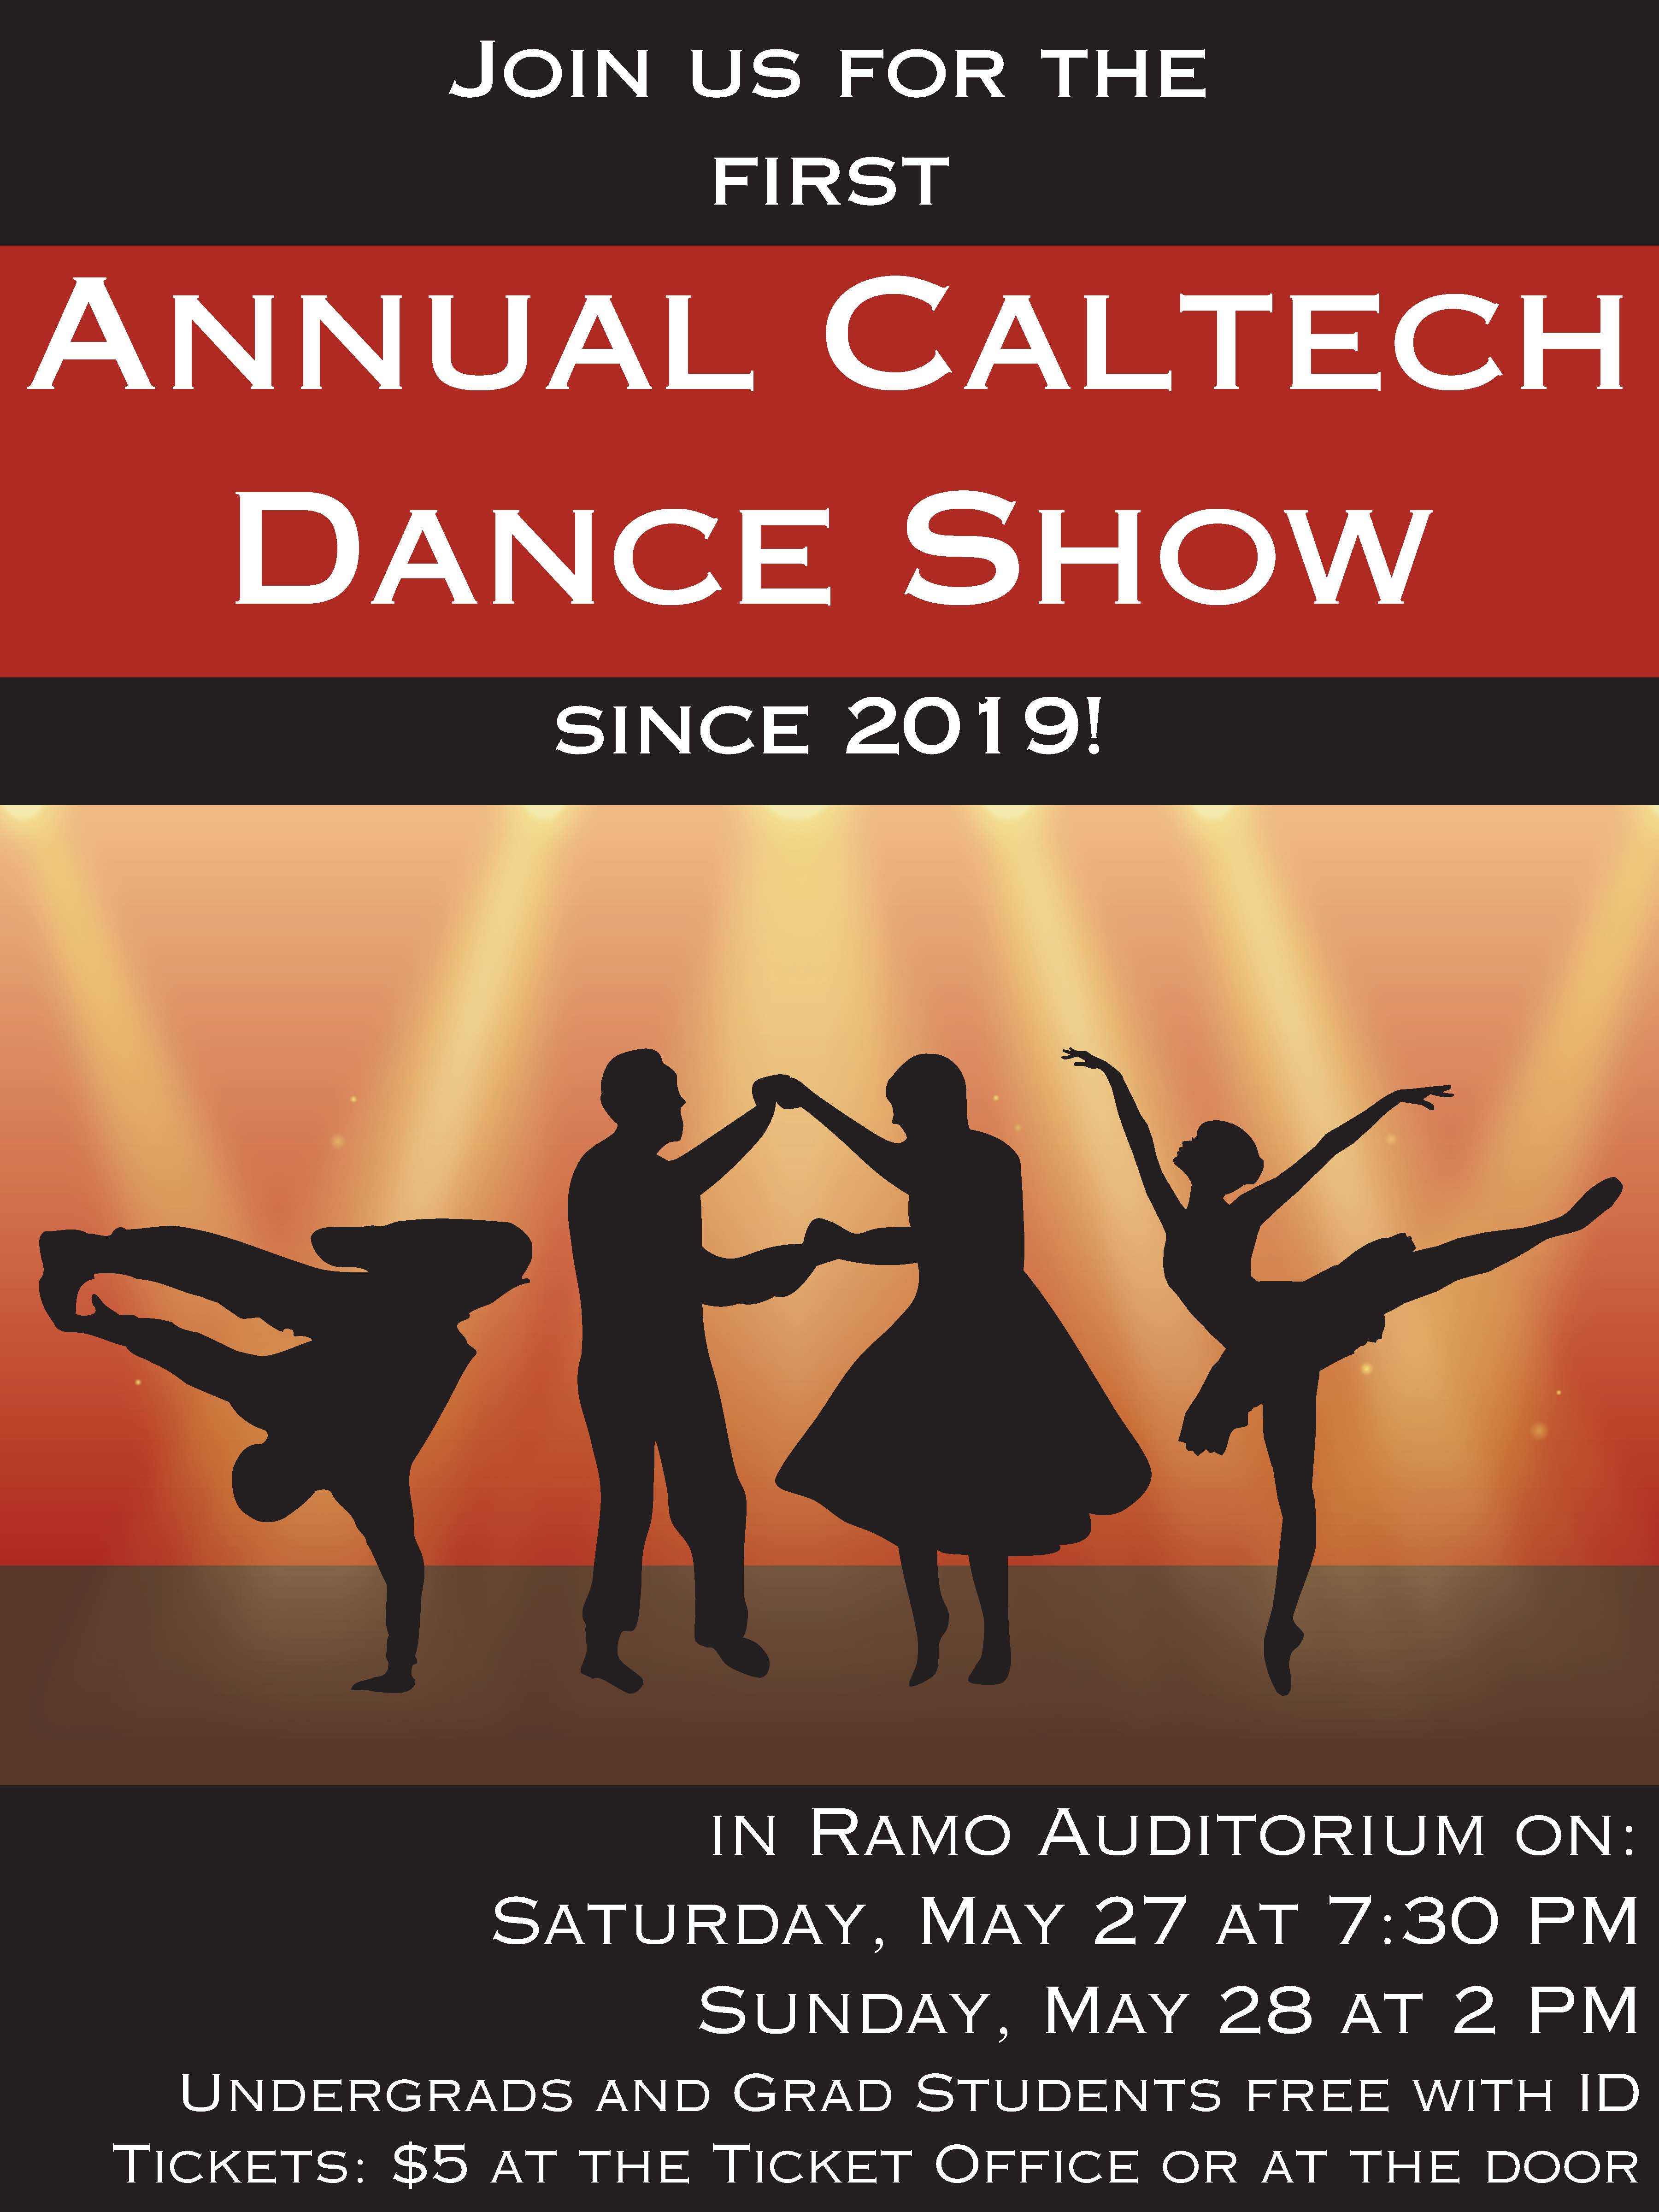 Join us for the
first
Annual Caltech
Dance Show
since 2019!
in Ramo Auditorium on:
Saturday, May 27 at 7:30 PM
Sunday, May 28 at 2 PM
Undergrads and Grad Students free with ID
Tickets: $5 at the Ticket Office or at the door